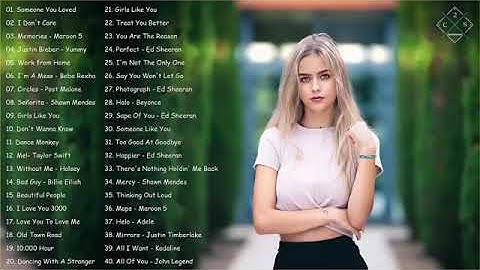 01. Someone You Loved
02. I Don't Care
03. Memories - Maroon 5
04. Justin Bieber - Yummy
05. Work from Home
06. I'm A Mess - Bebe Rexha
07. Circles - Post Malone
08. Señorita - Shawn Mendes
09. Girls Like You
10. Don't Wanna Know
11. Dance Monkey
12. Mel- Taylor Swift
13. Without Me - Halsey
14. Bad Guy - Billie Eilish
15. Beautiful People
16. I Love You 3000
17. Love You To Love Me
18. Old Town Road
19. 10.000 Hour
20. Dancing With A Stranger
21. Girls Like You
22. Treat You Better
23. You Are The Reason
24. Perfect - Ed Sheeran
25. I'm Not The Only One
26. Say You Won't Let Go
27. Photograph - Ed Sheeran
28. Halo - Beyonce
29. Sape Of You - Ed Sheeran
30. Someone Like You
31. Too Good At Goodbye
32. Happier - Ed Sheeran
33. There's Nothing Holdin' Me Back
34. Mercy - Shawn Mendes
35. Thinking Out Loud
36. Maps - Maroon 5
37. Helo - Adele
38. Mirrors - Justin Timberlake
39. All I Want - Kodaline
40. All Of You - John Legend
2
C S